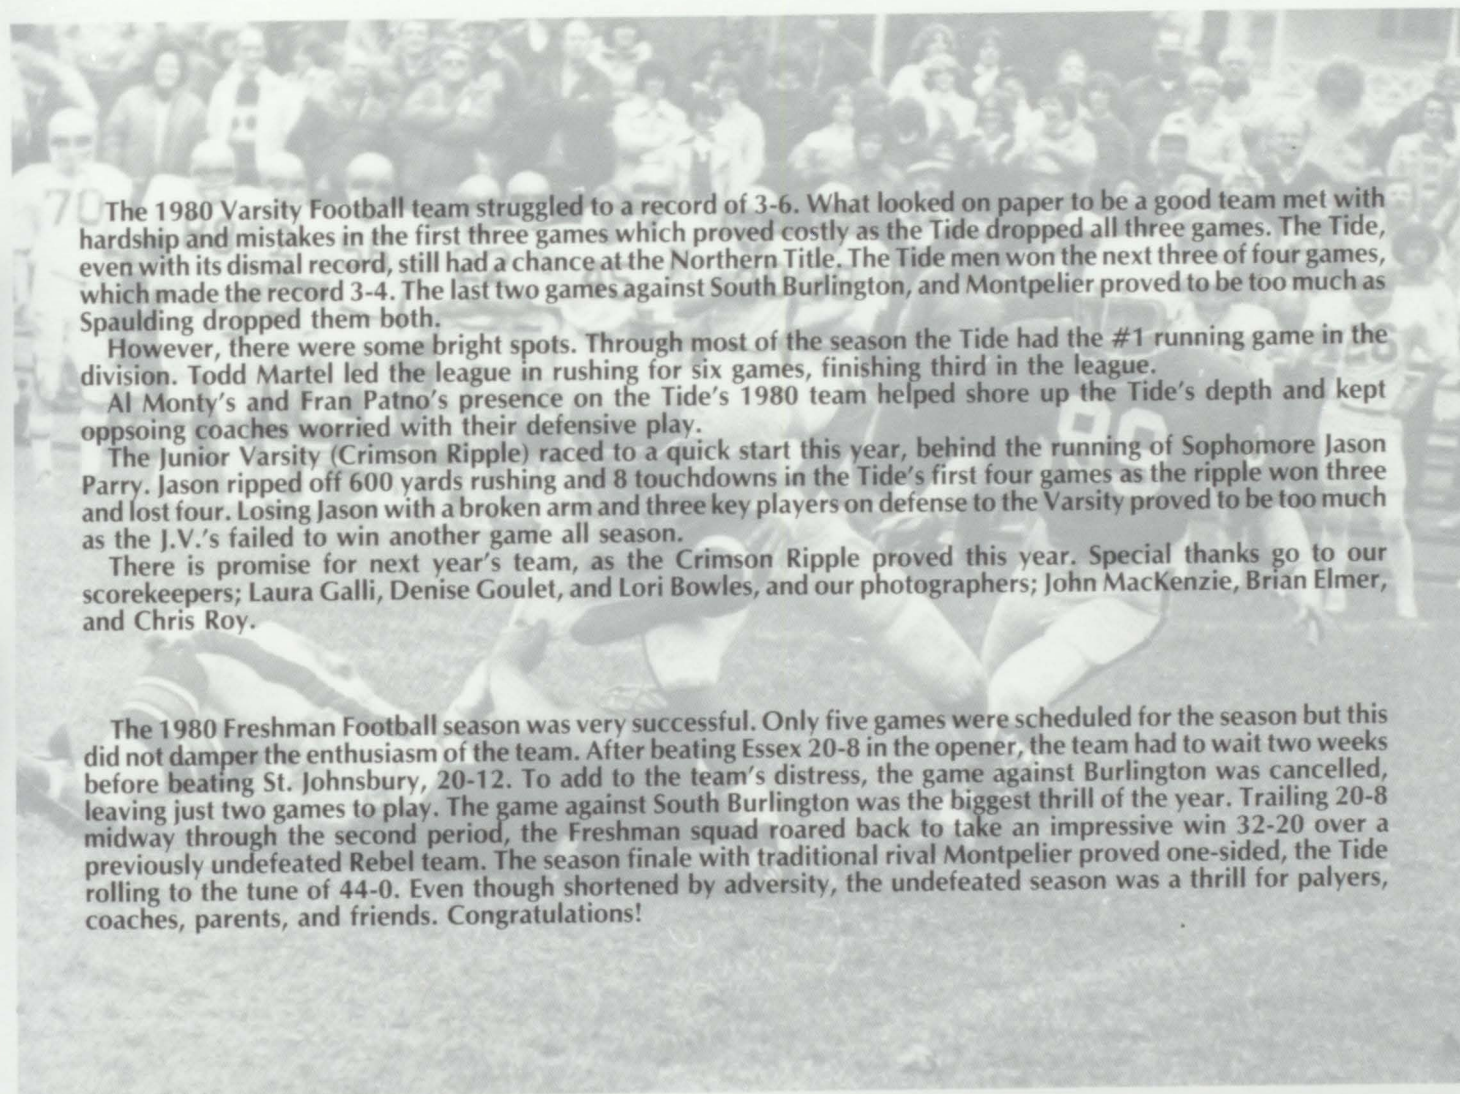 70
The 1980 Varsity Football team struggled to a record of 3-6. What looked on paper to be a good team met with
hardship and mistakes in the first three games which proved costly as the Tide dropped all three games. The Tide,
even with its dismal record, still had a chance at the Northern Title. The Tide men won the next three of four games,
which made the record 3-4. The last two games against South Burlington, and Montpelier proved to be too much as
Spaulding dropped them both.
However, there were some bright spots. Through most of the season the Tide had the #1 running game in the
division. Todd Martel led the league in rushing for six games, finishing third in the league.
Al Monty's and Fran Patno's presence on the Tide's 1980 team helped shore up the Tide's depth and kept
oppsoing coaches worried with their defensive play.
The Junior Varsity (Crimson Ripple) raced to a quick start this year, behind the running of Sophomore Jason
Parry. Jason ripped off 600 yards rushing and 8 touchdowns in the Tide's first four games as the ripple won three
and lost four. Losing Jason with a broken arm and three key players on defense to the Varsity proved to be too much
as the J.V.'s failed to win another game all season.
There is promise for next year's team, as the Crimson Ripple proved this year. Special thanks go to our
scorekeepers; Laura Galli, Denise Goulet, and Lori Bowles, and our photographers; John MacKenzie, Brian Elmer,
and Chris Roy.
The 1980 Freshman Football season was very successful. Only five games were scheduled for the season but this
did not damper the enthusiasm of the team. After beating Essex 20-8 in the opener, the team had to wait two weeks
before beating St. Johnsbury, 20-12. To add to the team's distress, the game against Burlington was cancelled,
leaving just two games to play. The game against South Burlington was the biggest thrill of the year. Trailing 20-8
midway through the second period, the Freshman squad roared back to take an impressive win 32-20 over a
previously undefeated Rebel team. The season finale with traditional rival Montpelier proved one-sided, the Tide
rolling to the tune of 44-0. Even though shortened by adversity, the undefeated season was a thrill for palyers,
coaches, parents, and friends. Congratulations!